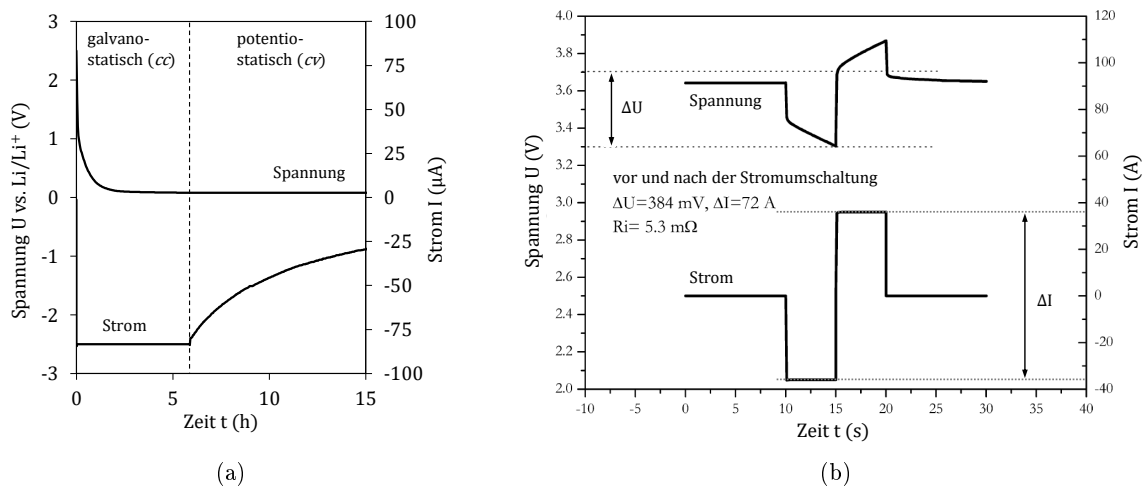 galvano-
statisch (cc)
potentio-
statisch (cv)
Spannung
Strom
3
2
1
0
-1
-2
-3
Spannung U vs. Li/Li⁺ (V)
100
75
50
25
0
-25
-50
-75
-100
Strom I (µA)
0
5
10
15
Zeit t (h)
(a)
4.0
3.8
3.6
3.4
3.2
3.0
2.8
2.6
2.4
2.2
2.0
Spannung U (V)
ΔU
Spannung
vor und nach der Stromumschaltung
ΔU=384 mV, ΔI=72 A
Ri= 5.3 mΩ
Strom
ΔI
120
100
80
60
40
20
0
-20
-40
Strom I (A)
-10
-5
0
5
10
15
20
25
30
35
40
Zeit t (s)
(b)